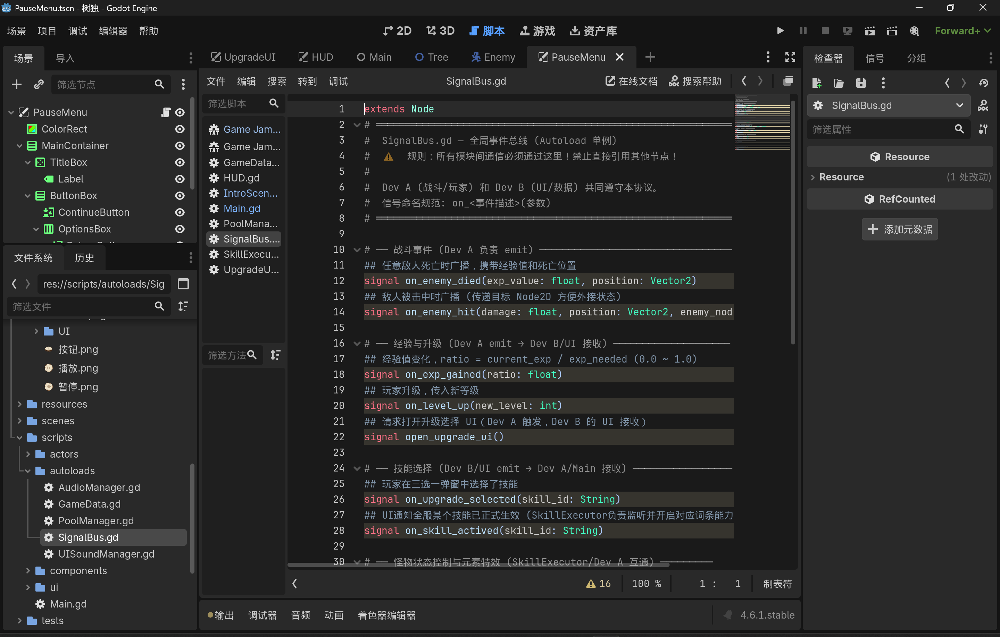 PauseMenu.tscn - 树独 - Godot Engine
场景 项目 调试 编辑器 帮助
2D 3D 脚本 游戏 资产库
Forward+
场景 导入
筛选节点
PauseMenu
ColorRect
MainContainer
TitleBox
Label
ButtonBox
ContinueButton
OptionsBox
文件系统 历史
res://scripts/autoloads/Sig
筛选文件
UI
按钮.png
播放.png
暂停.png
resources
scenes
scripts
actors
autoloads
AudioManager.gd
GameData.gd
PoolManager.gd
SignalBus.gd
UISoundManager.gd
components
ui
Main.gd
tests
UpgradeUI HUD Main Tree Enemy PauseMenu
文件 编辑 搜索 转到 调试
SignalBus.gd
在线文档 搜索帮助
筛选脚本
Game Jam...
Game Jam...
GameData...
HUD.gd
IntroScen...
Main.gd
PoolMana...
SignalBus....
SkillExecu...
UpgradeU...
筛选方法
1 extends Node
2 # ════════════════════════════════════════
3 #  SignalBus.gd — 全局事件总线 (Autoload 单例)
4 #  ⚠️  规则：所有模块间通信必须通过这里！禁止直接引用其他节点！
5 #
6 #  Dev A (战斗/玩家) 和 Dev B (UI/数据) 共同遵守本协议。
7 #  信号命名规范: on_<事件描述>(参数)
8 # ════════════════════════════════════════
9
10 # ── 战斗事件 (Dev A 负责 emit) ──────────────────────
11 ## 任意敌人死亡时广播，携带经验值和死亡位置
12 signal on_enemy_died(exp_value: float, position: Vector2)
13 ## 敌人被击中时广播 (传递目标 Node2D 方便外接状态)
14 signal on_enemy_hit(damage: float, position: Vector2, enemy_nod
15
16 # ── 经验与升级 (Dev A emit → Dev B/UI 接收) ─────────────
17 ## 经验值变化，ratio = current_exp / exp_needed (0.0 ~ 1.0)
18 signal on_exp_gained(ratio: float)
19 ## 玩家升级，传入新等级
20 signal on_level_up(new_level: int)
21 ## 请求打开升级选择 UI（Dev A 触发，Dev B 的 UI 接收）
22 signal open_upgrade_ui()
23
24 # ── 技能选择 (Dev B/UI emit → Dev A/Main 接收) ───────────
25 ## 玩家在三选一弹窗中选择了技能
26 signal on_upgrade_selected(skill_id: String)
27 ## UI通知全服某个技能已正式生效 (SkillExecutor负责监听并开启对应词条能力
28 signal on_skill_actived(skill_id: String)
29
30 # ── 怪物状态控制与元素特效 (SkillExecutor/Dev A 互通) ───────
16 100 % 1 : 1 制表符
输出 调试器 音频 动画 着色器编辑器
4.6.1.stable
检查器 信号 分组
SignalBus.gd
筛选属性
Resource
Resource (1 处改动)
RefCounted
添加元数据